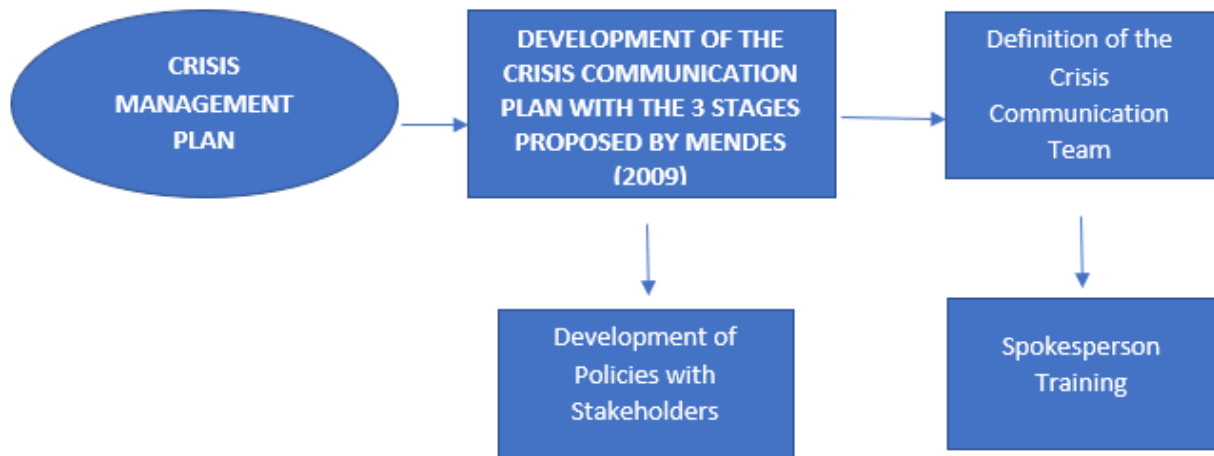 CRISIS
MANAGEMENT
PLAN
DEVELOPMENT OF THE
CRISIS COMMUNICATION
PLAN WITH THE 3 STAGES
PROPOSED BY MENDES
(2009)
Definition of the
Crisis
Communication
Team
Development of
Policies with
Stakeholders
Spokesperson
Training